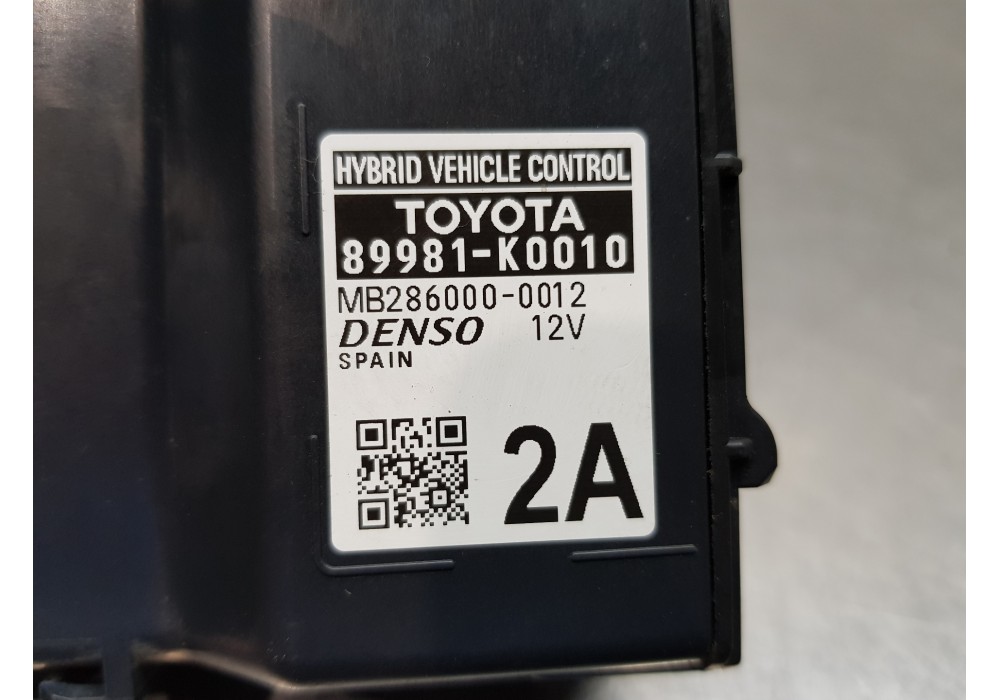 HYBRID VEHICLE CONTROL
TOYOTA
89981-K0010
MB286000-0012
DENSO 12V
SPAIN
2A